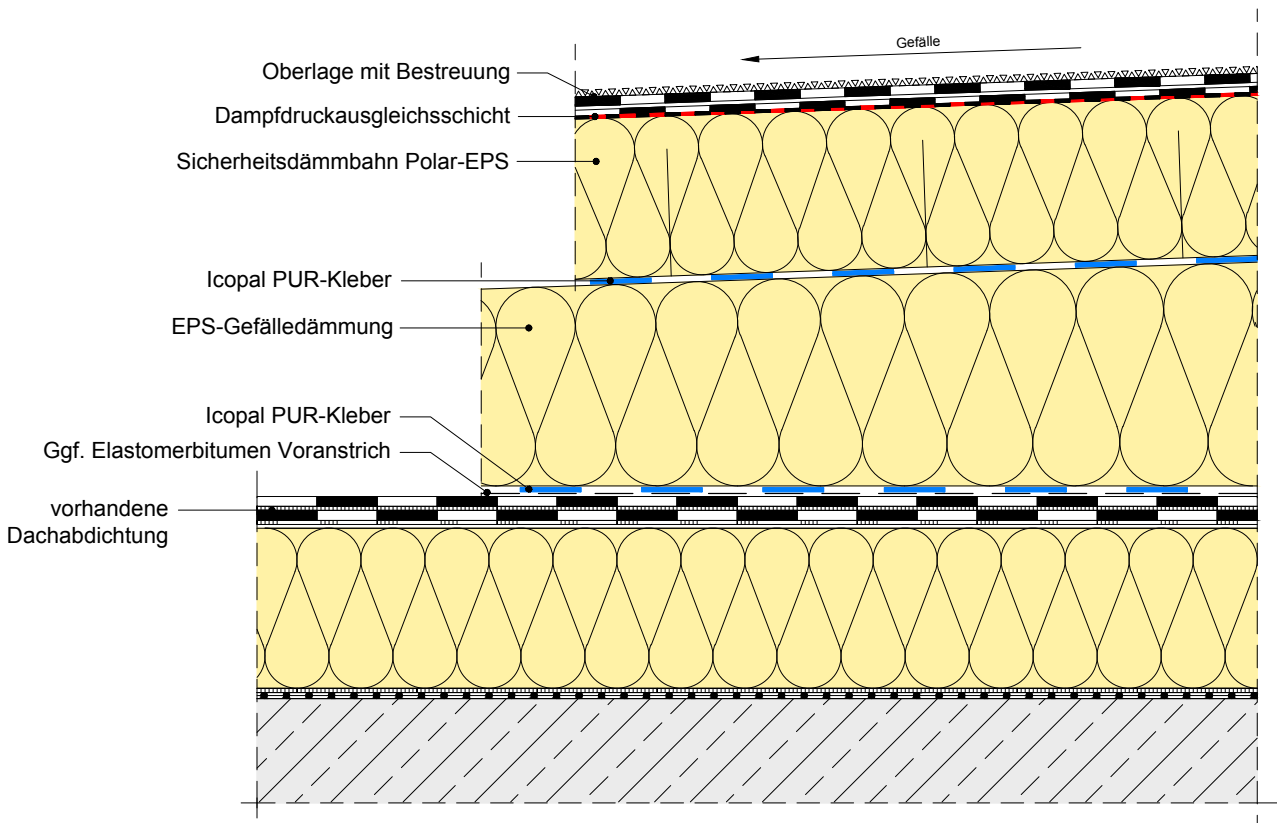 Gefälle
Oberlage mit Bestreuung
Dampfdruckausgleichsschicht
Sicherheitsdämmbahn Polar-EPS
Icopal PUR-Kleber
EPS-Gefälledämmung
Icopal PUR-Kleber
Ggf. Elastomerbitumen Voranstrich
vorhandene
Dachabdichtung